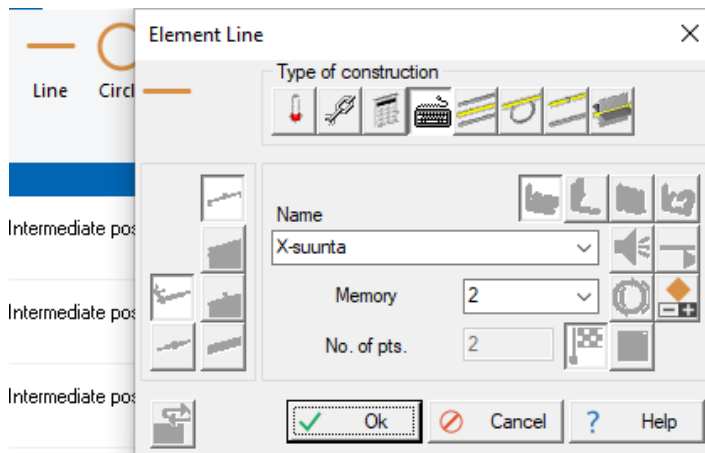 Element Line
Type of construction
Line
Name
Intermediate pos
X-suunta
Memory
2
Intermediate pos
No. of pts.
2
Intermediate pos
Ok
Cancel
? Help